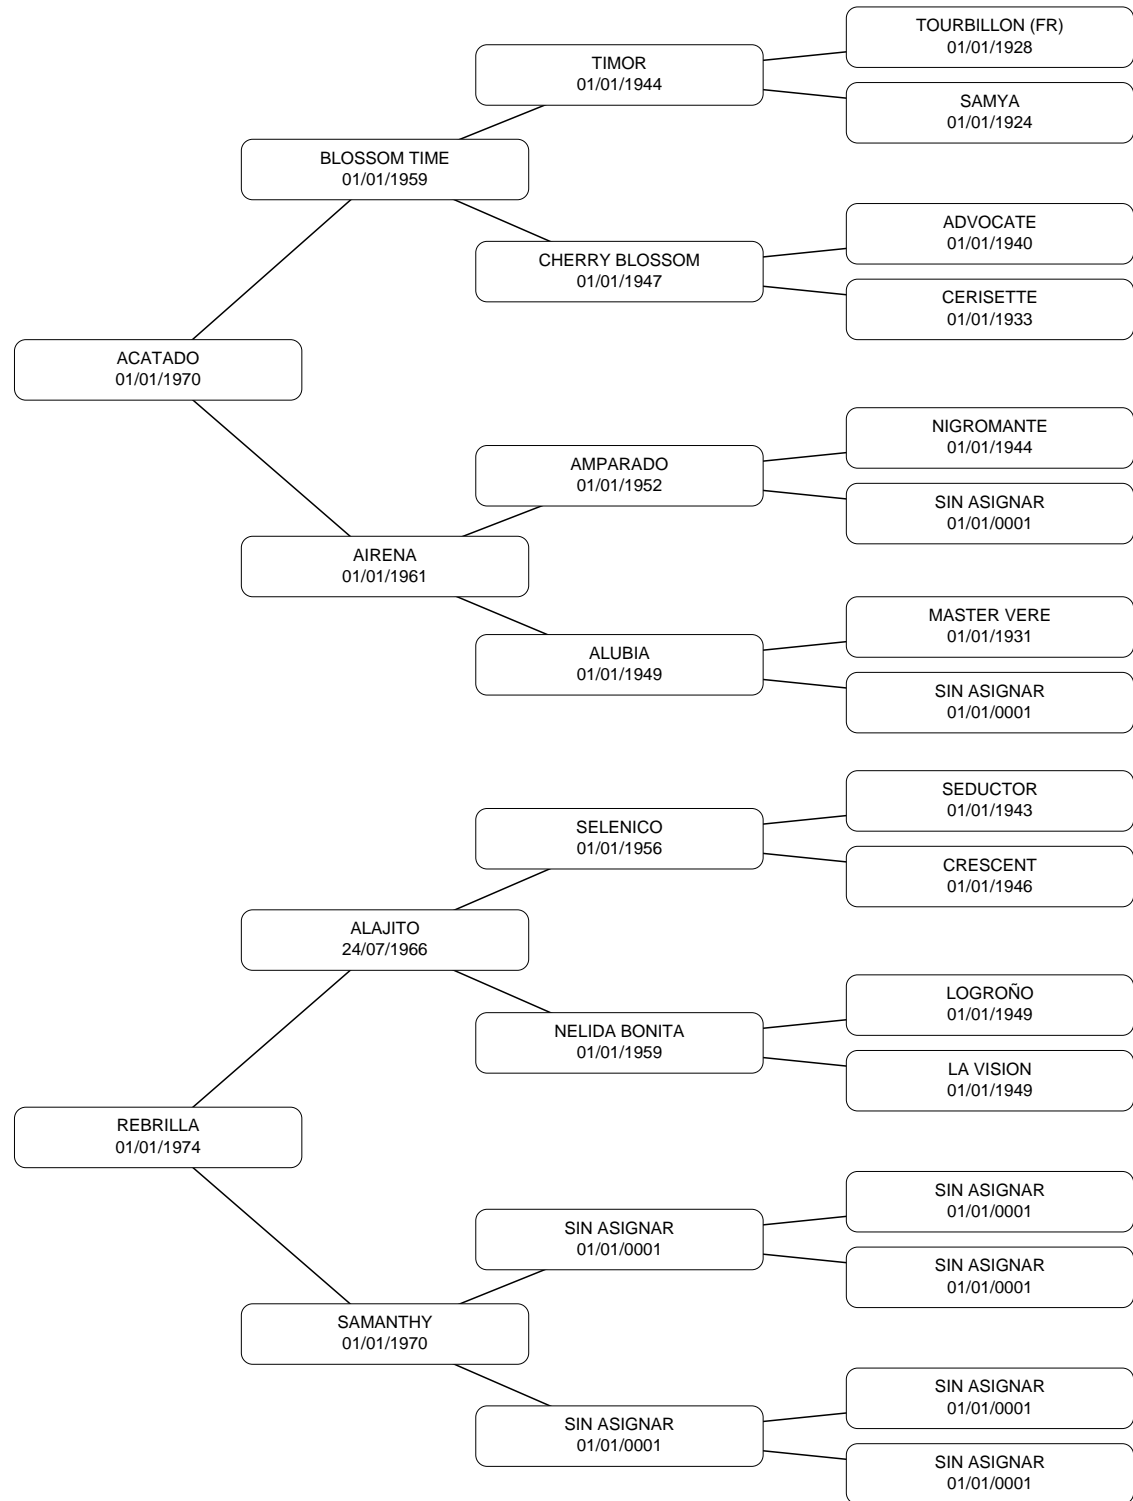 TOURBILLON (FR)
01/01/1928
TIMOR
01/01/1944
SAMYA
01/01/1924
BLOSSOM TIME
01/01/1959
ADVOCATE
01/01/1940
CHERRY BLOSSOM
01/01/1947
CERISETTE
01/01/1933
ACATADO
01/01/1970
NIGROMANTE
01/01/1944
AMPARADO
01/01/1952
SIN ASIGNAR
01/01/0001
AIRENA
01/01/1961
MASTER VERE
01/01/1931
ALUBIA
01/01/1949
SIN ASIGNAR
01/01/0001
SEDUCTOR
01/01/1943
SELENICO
01/01/1956
CRESCENT
01/01/1946
ALAJITO
24/07/1966
LOGROÑO
01/01/1949
NELIDA BONITA
01/01/1959
LA VISION
01/01/1949
REBRILLA
01/01/1974
SIN ASIGNAR
01/01/0001
SIN ASIGNAR
01/01/0001
SIN ASIGNAR
01/01/0001
SAMANTHY
01/01/1970
SIN ASIGNAR
01/01/0001
SIN ASIGNAR
01/01/0001
SIN ASIGNAR
01/01/0001